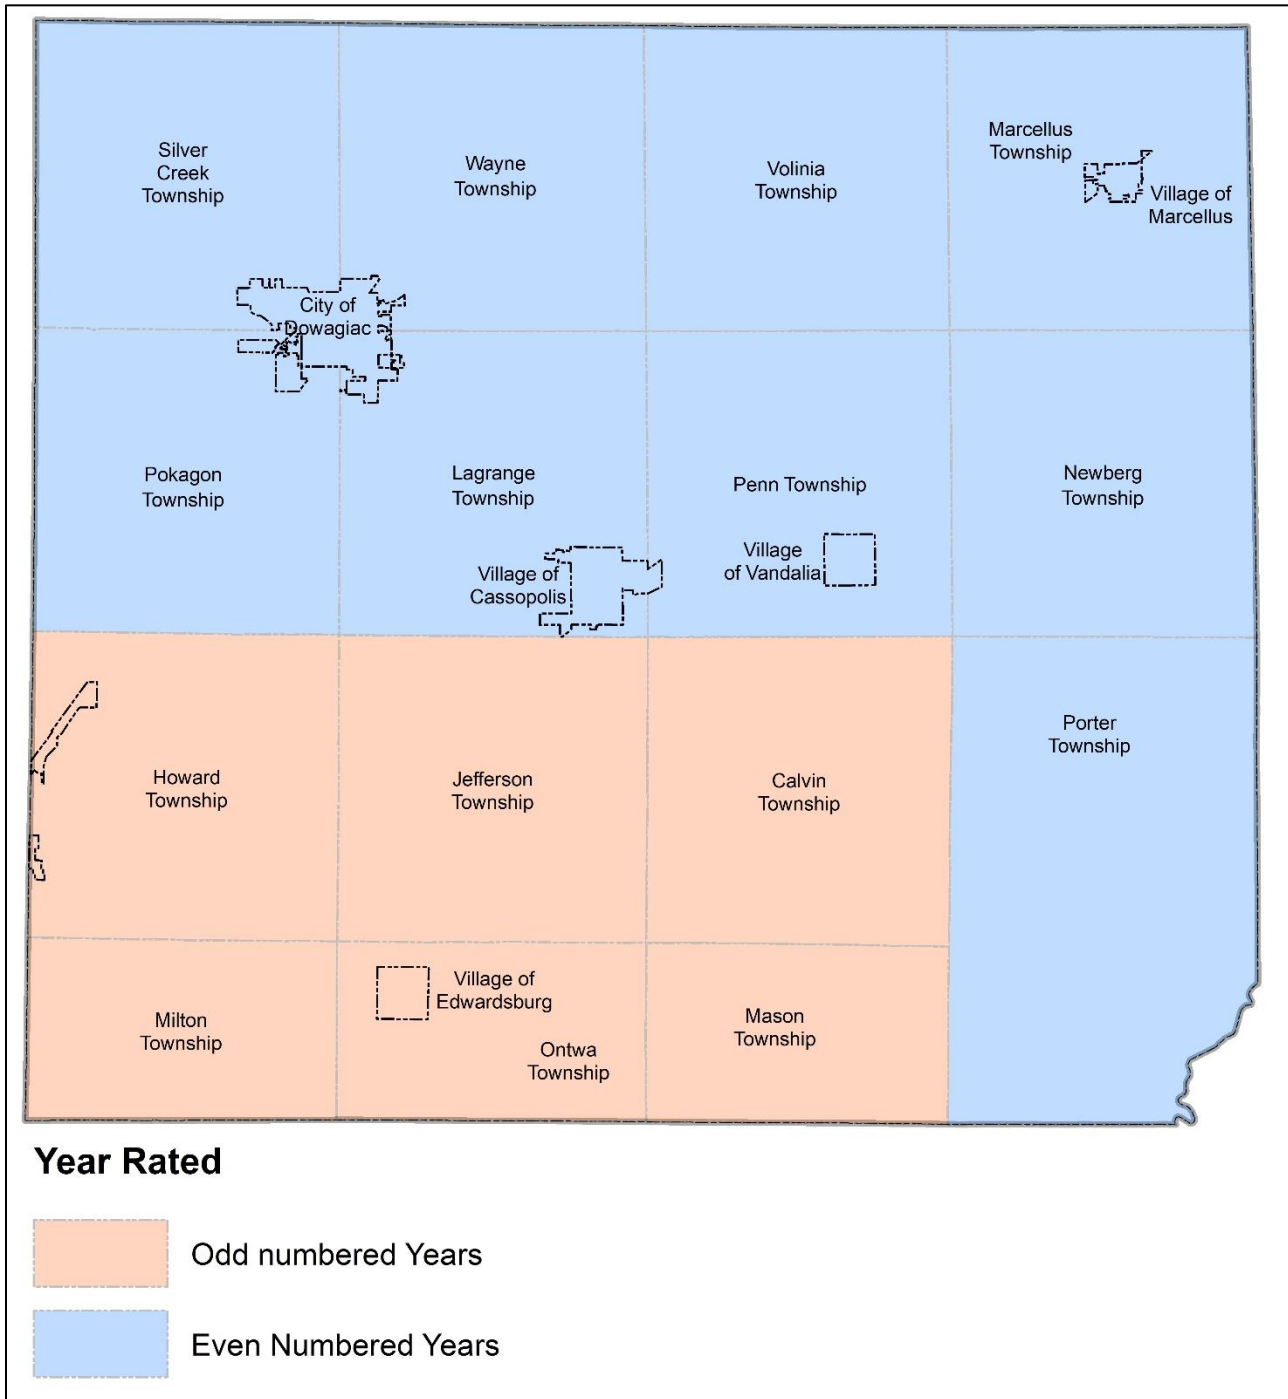 Silver
Creek
Township
Wayne
Township
Volinia
Township
Marcellus
Township
Village of
Marcellus
City of
Dowagiac
Pokagon
Township
Lagrange
Township
Penn Township
Newberg
Township
Village of
Cassopolis
Village
of Vandalia
Howard
Township
Jefferson
Township
Calvin
Township
Porter
Township
Milton
Township
Village of
Edwardsburg
Ontwa
Township
Mason
Township
Year Rated
Odd numbered Years
Even Numbered Years